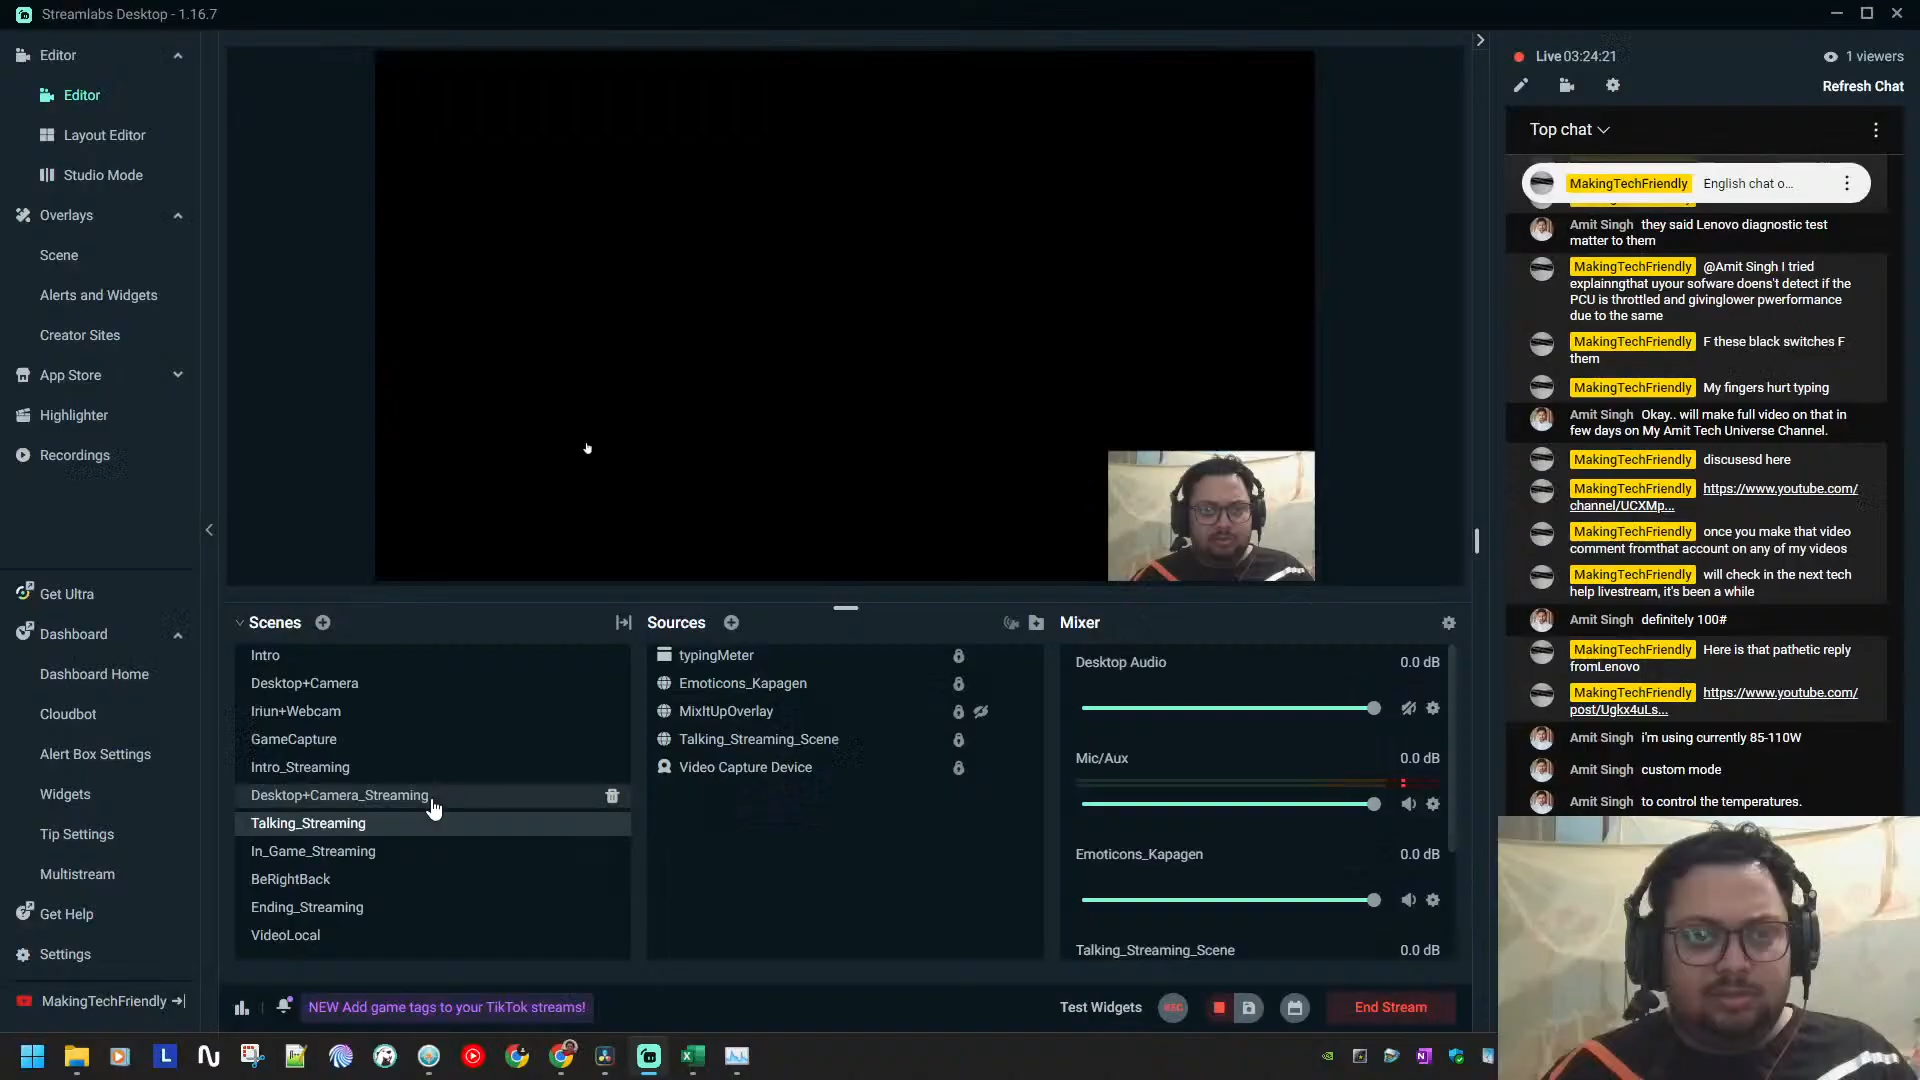 Streamlabs Desktop - 1.16.7
Editor
Editor
Layout Editor
Studio Mode
Overlays
Scene
Alerts and Widgets
Creator Sites
App Store
Highlighter
Recordings
Get Ultra
Dashboard
Dashboard Home
Cloudbot
Alert Box Settings
Widgets
Tip Settings
Multistream
Get Help
Settings
MakingTechFriendly
Scenes
Intro
Desktop+Camera
Iriun+Webcam
GameCapture
Intro_Streaming
Desktop+Camera_Streaming
Talking_Streaming
In_Game_Streaming
BeRightBack
Ending_Streaming
VideoLocal
Sources
typingMeter
Emoticons_Kapagen
MixItUpOverlay
Talking_Streaming_Scene
Video Capture Device
Mixer
Desktop Audio 0.0 dB
Mic/Aux 0.0 dB
Emoticons_Kapagen 0.0 dB
Talking_Streaming_Scene 0.0 dB
NEW Add game tags to your TikTok streams!
Test Widgets
REC
End Stream
Live 03:24:21
1 viewers
Refresh Chat
Top chat
MakingTechFriendly English chat o...
Amit Singh they said Lenovo diagnostic test
matter to them
MakingTechFriendly @Amit Singh I tried
explainngthat uyour sofware doens't detect if the
PCU is throttled and givinglower pwerformance
due to the same
MakingTechFriendly F these black switches F
them
MakingTechFriendly My fingers hurt typing
Amit Singh Okay.. will make full video on that in
few days on My Amit Tech Universe Channel.
MakingTechFriendly discusesd here
MakingTechFriendly https://www.youtube.com/
channel/UCXMp...
MakingTechFriendly once you make that video
comment fromthat account on any of my videos
MakingTechFriendly will check in the next tech
help livestream, it's been a while
Amit Singh definitely 100#
MakingTechFriendly Here is that pathetic reply
fromLenovo
MakingTechFriendly https://www.youtube.com/
post/Ugkx4uLs...
Amit Singh i'm using currently 85-110W
Amit Singh custom mode
Amit Singh to control the temperatures.